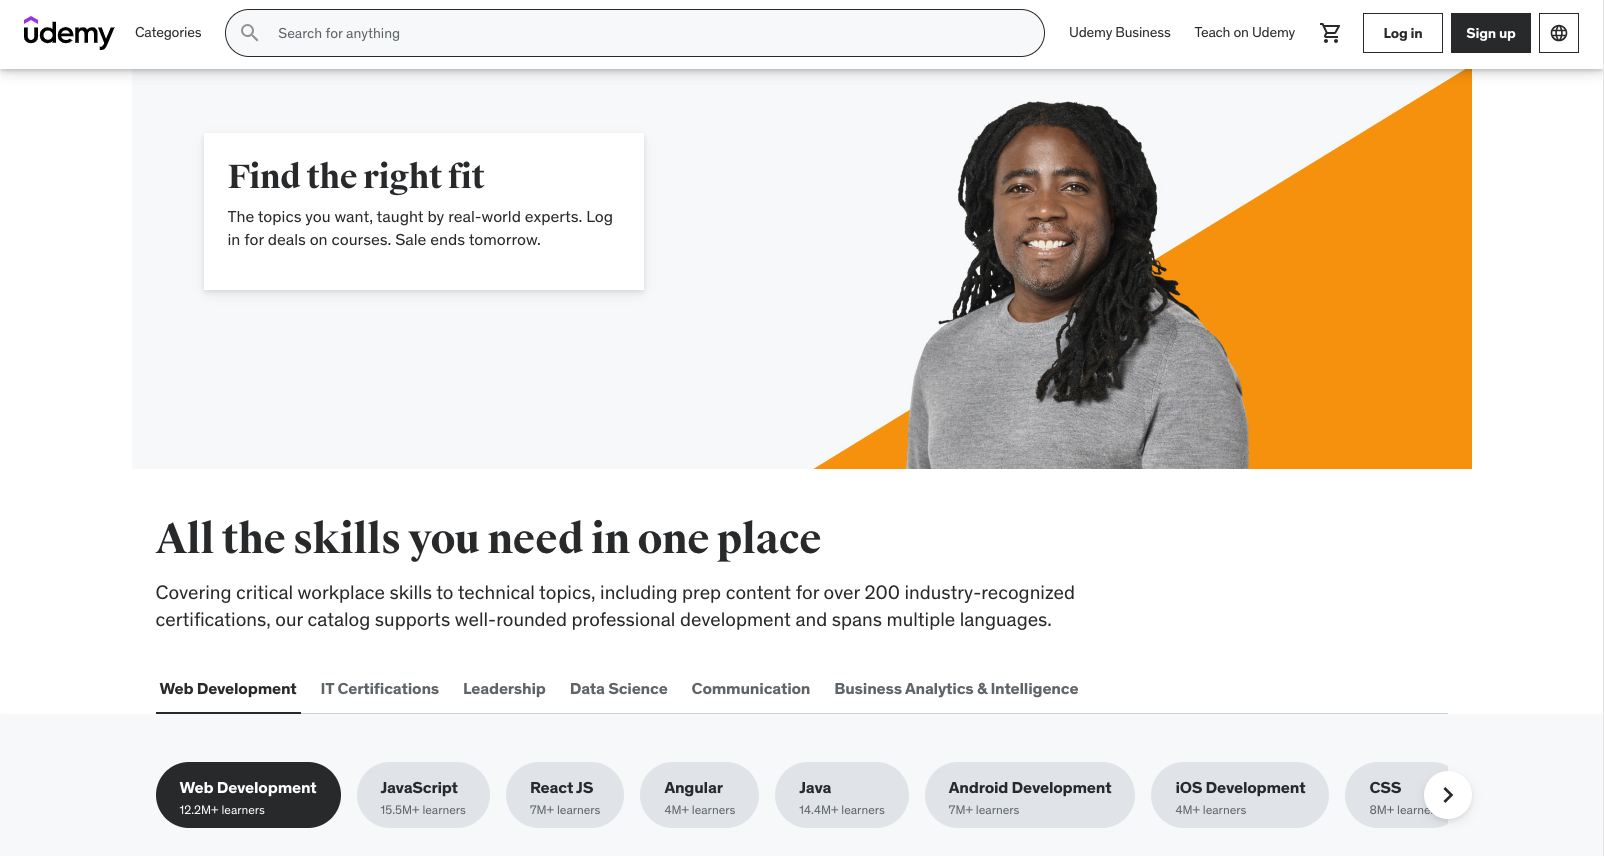 udemy
Categories
Search for anything
Udemy Business
Teach on Udemy
Log in
Sign up
Find the right fit
The topics you want, taught by real-world experts. Log
in for deals on courses. Sale ends tomorrow.
All the skills you need in one place
Covering critical workplace skills to technical topics, including prep content for over 200 industry-recognized
certifications, our catalog supports well-rounded professional development and spans multiple languages.
Web Development
IT Certifications
Leadership
Data Science
Communication
Business Analytics & Intelligence
Web Development
12.2M+ learners
JavaScript
15.5M+ learners
React JS
7M+ learners
Angular
4M+ learners
Java
14.4M+ learners
Android Development
7M+ learners
iOS Development
4M+ learners
CSS
8M+